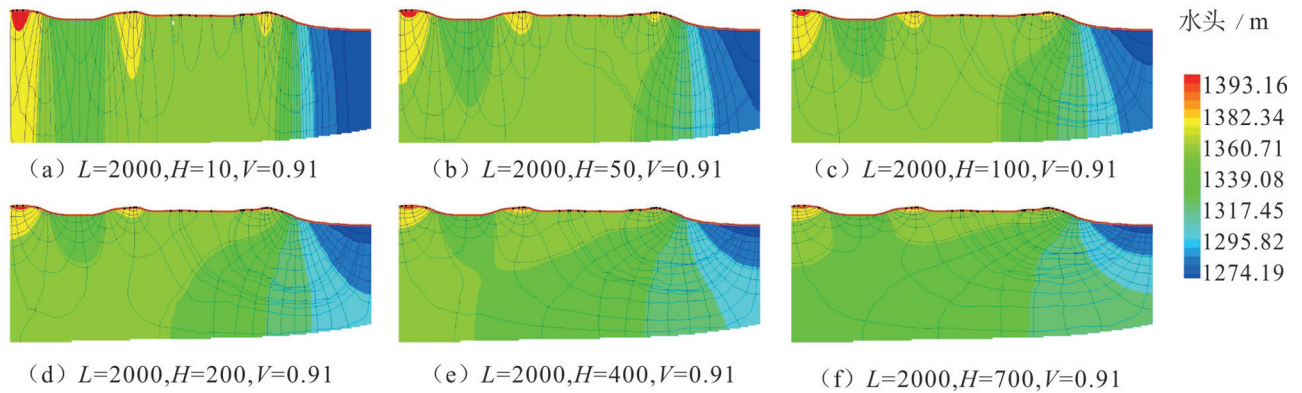 (a) L=2000,H=10,V=0.91
(b) L=2000,H=50,V=0.91
(c) L=2000,H=100,V=0.91
(d) L=2000,H=200,V=0.91
(e) L=2000,H=400,V=0.91
(f) L=2000,H=700,V=0.91
水头 / m
1393.16
1382.34
1360.71
1339.08
1317.45
1295.82
1274.19